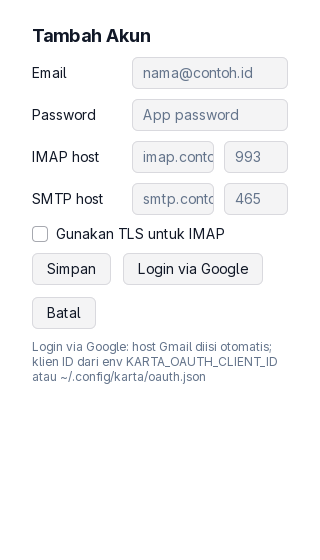 Tambah Akun
Email nama@contoh.id
Password App password
IMAP host imap.conto 993
SMTP host smtp.conto 465
Gunakan TLS untuk IMAP
Simpan Login via Google
Batal
Login via Google: host Gmail diisi otomatis;
klien ID dari env KARTA_OAUTH_CLIENT_ID
atau ~/.config/karta/oauth.json